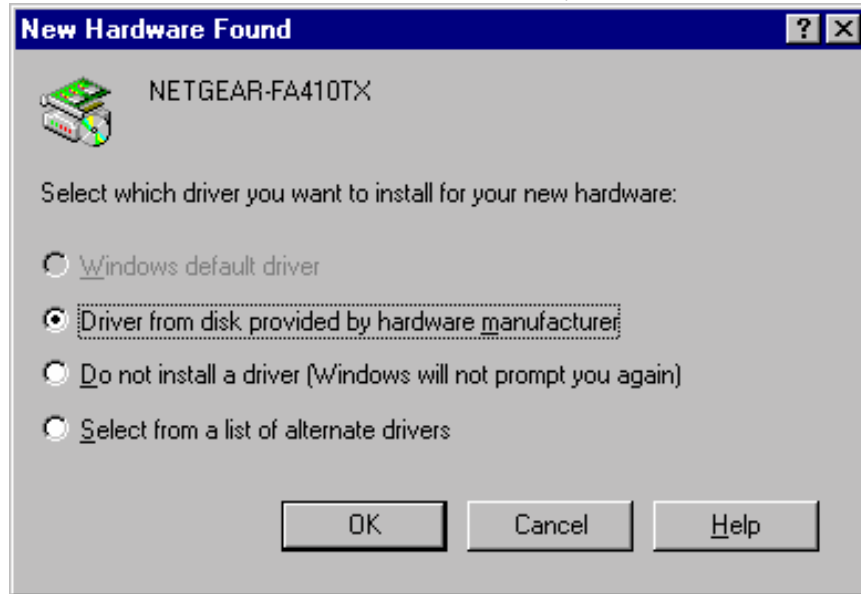 New Hardware Found
NETGEAR-FA410TX
Select which driver you want to install for your new hardware:
Windows default driver
Driver from disk provided by hardware manufacturer
Do not install a driver (Windows will not prompt you again)
Select from a list of alternate drivers
OK Cancel Help